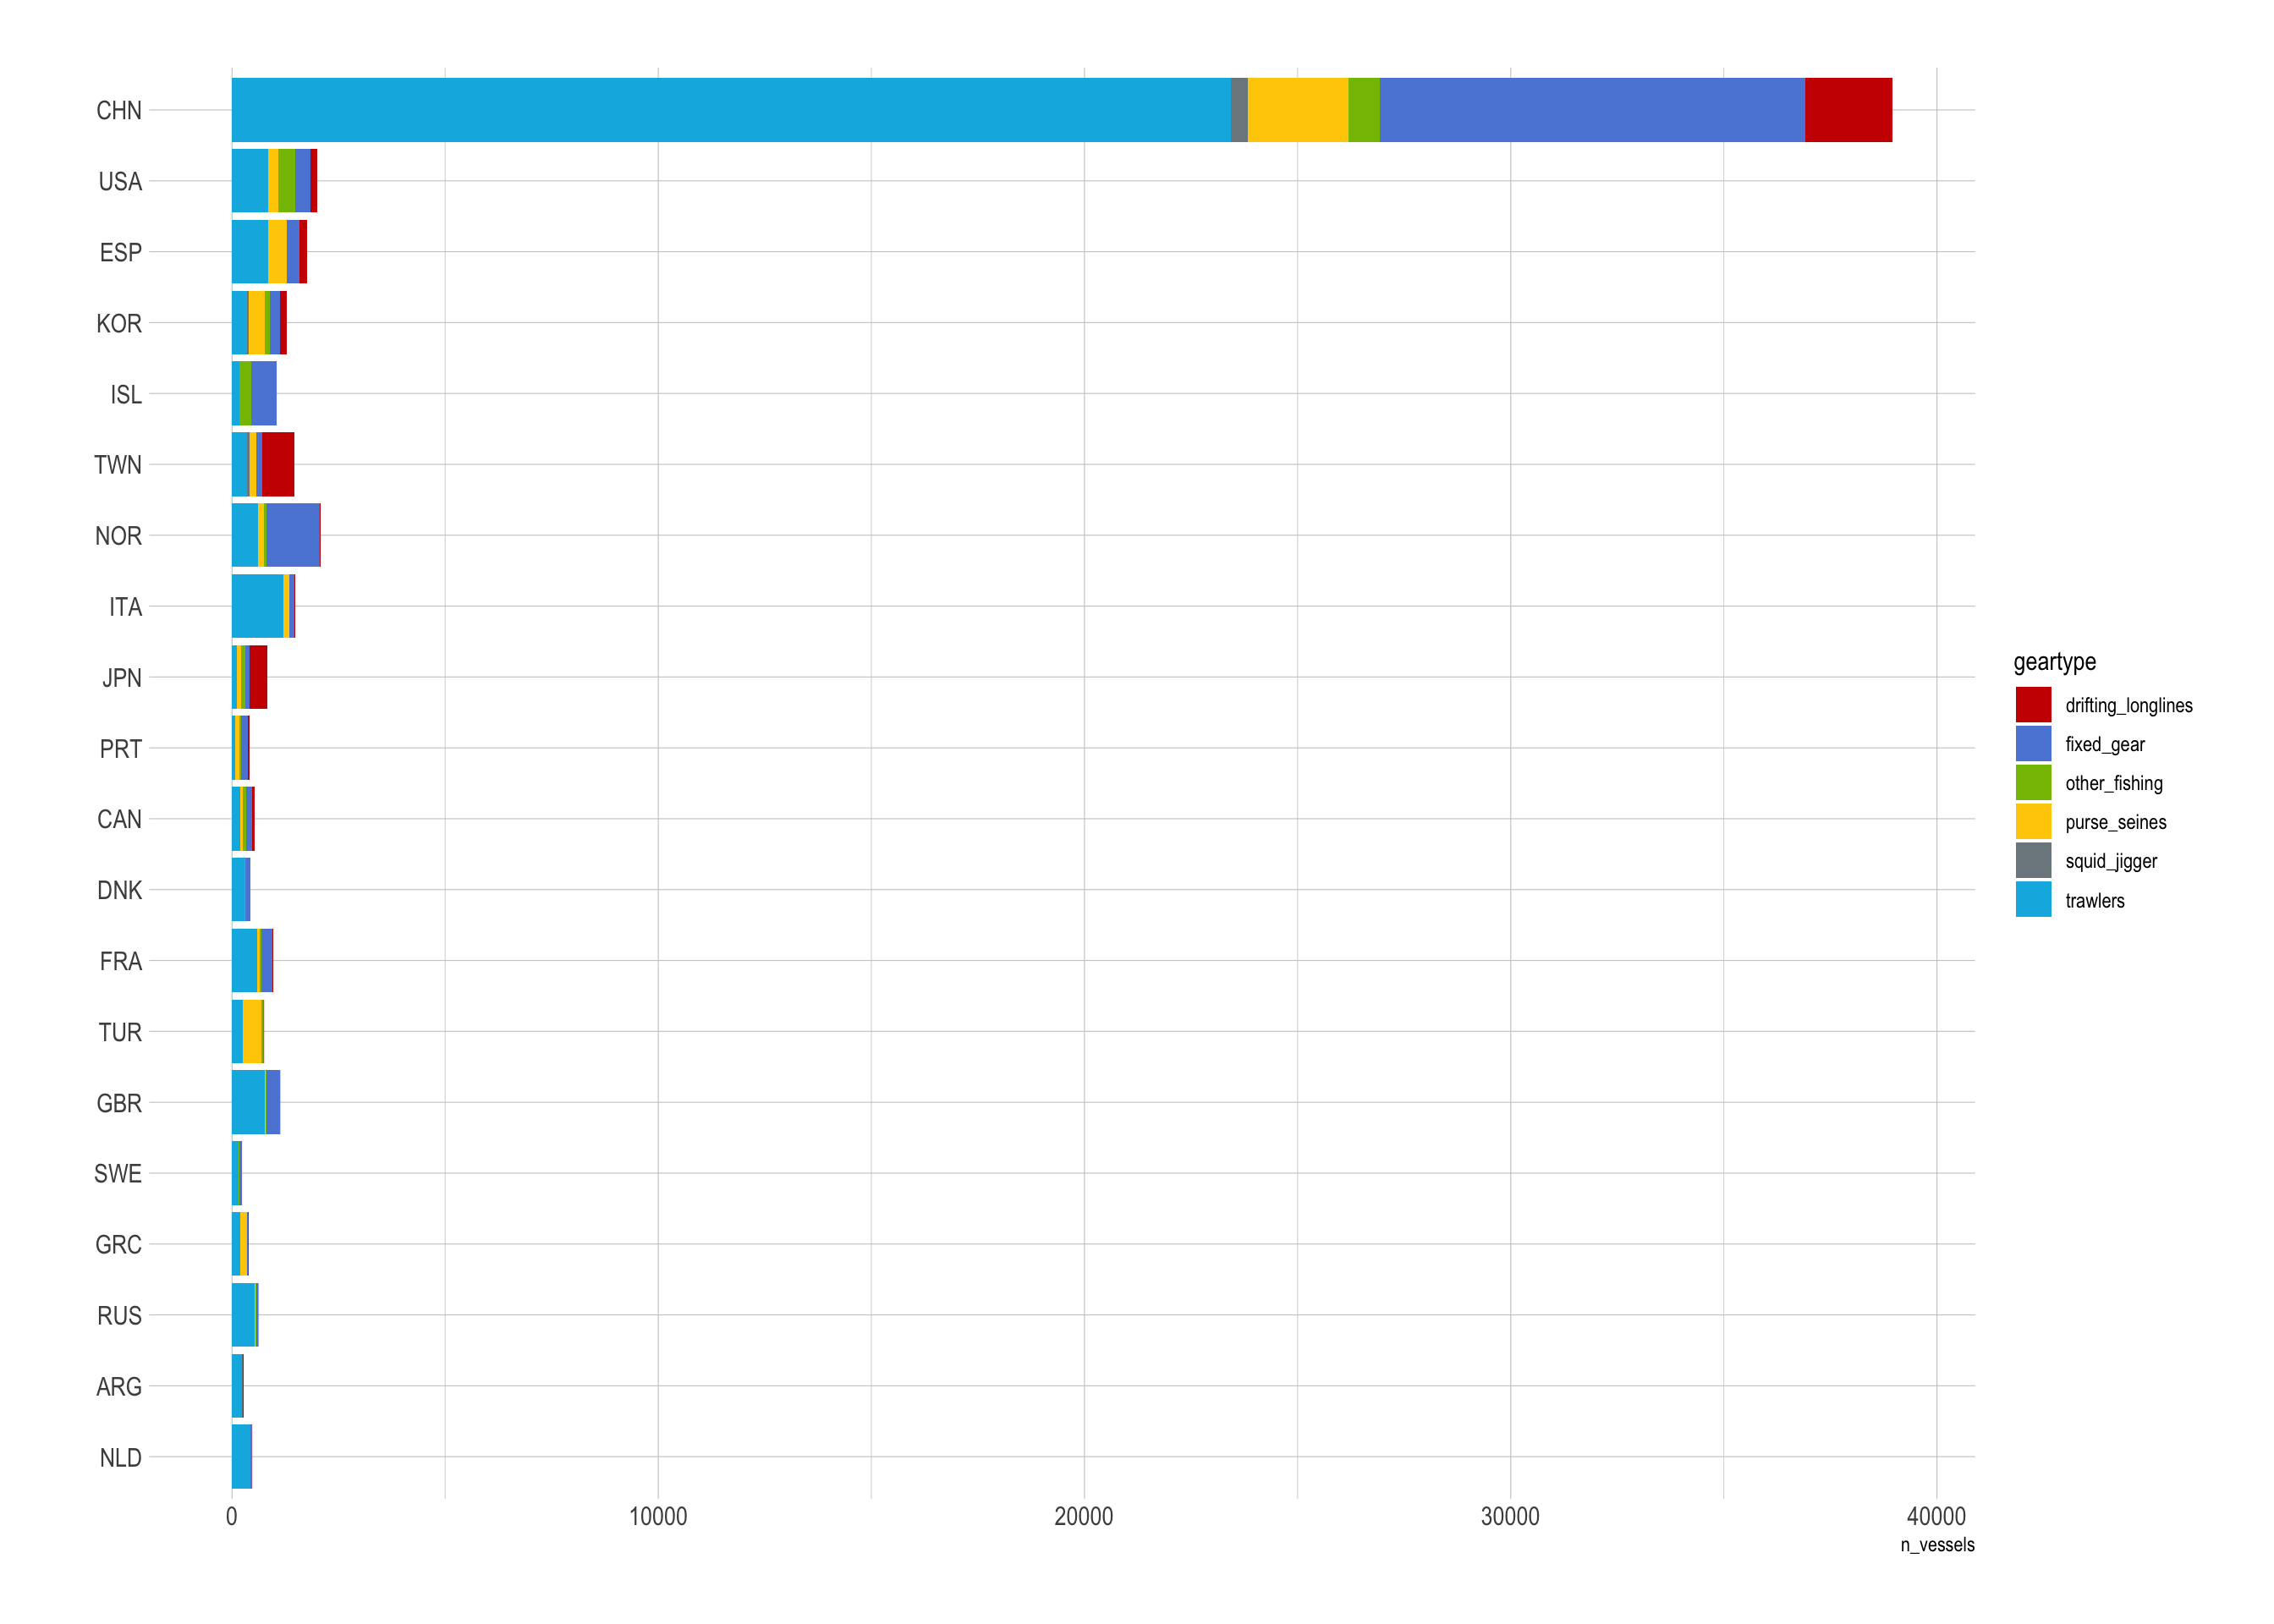 CHN
USA
ESP
KOR
ISL
TWN
NOR
ITA
JPN
PRT
CAN
DNK
FRA
TUR
GBR
SWE
GRC
RUS
ARG
NLD
0 10000 20000 30000 40000
n_vessels
geartype
drifting_longlines
fixed_gear
other_fishing
purse_seines
squid_jigger
trawlers